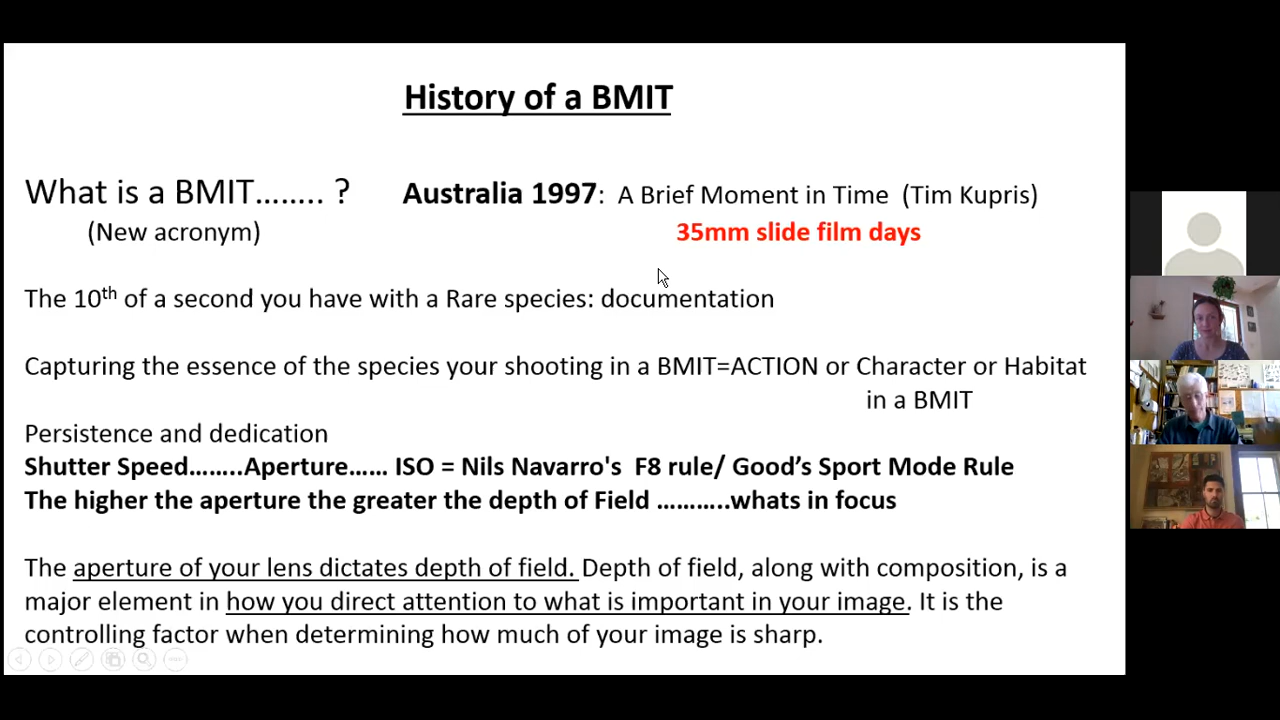 History of a BMIT
What is a BMIT…….. ? Australia 1997: A Brief Moment in Time (Tim Kupris)
(New acronym) 35mm slide film days
The 10th of a second you have with a Rare species: documentation
Capturing the essence of the species your shooting in a BMIT=ACTION or Character or Habitat
in a BMIT
Persistence and dedication
Shutter Speed……..Aperture…… ISO = Nils Navarro's F8 rule/ Good’s Sport Mode Rule
The higher the aperture the greater the depth of Field ………..whats in focus
The aperture of your lens dictates depth of field. Depth of field, along with composition, is a
major element in how you direct attention to what is important in your image. It is the
controlling factor when determining how much of your image is sharp.